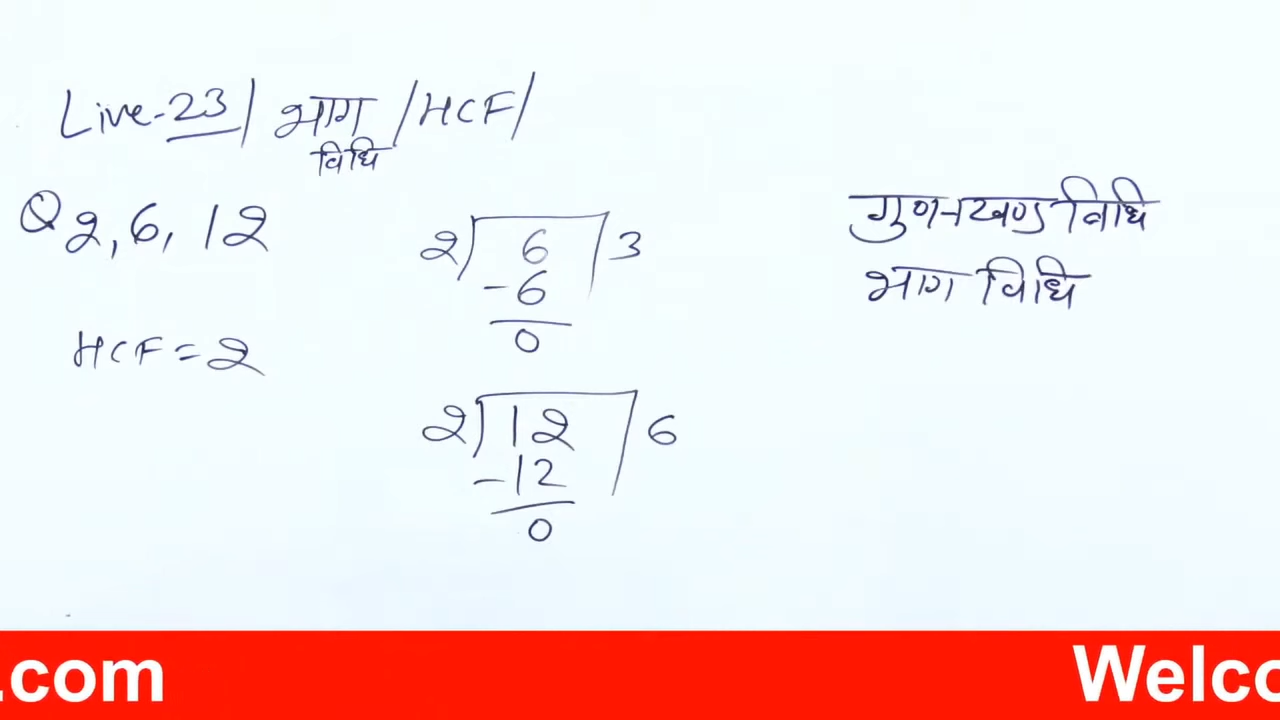 Live-23/ भाग /HCF/
विधि
Q 2, 6, 12
HCF = 2
2) 6 /3
-6
0
2) 12 / 6
-12
0
गुणनखण्ड विधि
भाग विधि
.com
Welco